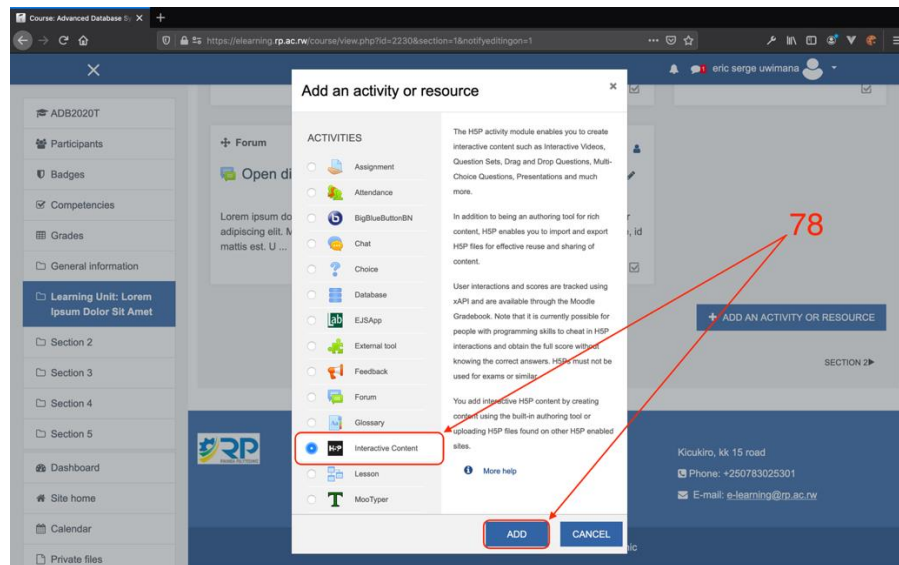 Course: Advanced Database Sy
https://elearning.rp.ac.rw/course/view.php?id=2230&section=1&notifyeditingon=1
eric serge uwimana
ADB2020T
Participants
Badges
Competencies
Grades
General information
Learning Unit: Lorem
Ipsum Dolor Sit Amet
Section 2
Section 3
Section 4
Section 5
Dashboard
Site home
Calendar
Private files
Forum
Open di
Lorem ipsum do
adipiscing elit. M
mattis est. U ...
, id
Add an activity or resource
ACTIVITIES
Assignment
Attendance
BigBlueButtonBN
Chat
Choice
Database
EJSApp
External tool
Feedback
Forum
Glossary
H5P Interactive Content
Lesson
MooTyper
The H5P activity module enables you to create
interactive content such as Interactive Videos,
Question Sets, Drag and Drop Questions, Multi-
Choice Questions, Presentations and much
more.
In addition to being an authoring tool for rich
content, H5P enables you to import and export
H5P files for effective reuse and sharing of
content.
User interactions and scores are tracked using
xAPI and are available through the Moodle
Gradebook. Note that it is currently possible for
people with programming skills to cheat in H5P
interactions and obtain the full score without
knowing the correct answers. H5Ps must not be
used for exams or similar.
You add interactive H5P content by creating
content using the built-in authoring tool or
uploading H5P files found on other H5P enabled
sites.
More help
ADD
CANCEL
78
ADD AN ACTIVITY OR RESOURCE
SECTION 2
RP
Kicukiro, kk 15 road
Phone: +250783025301
E-mail: e-learning@rp.ac.rw
nic